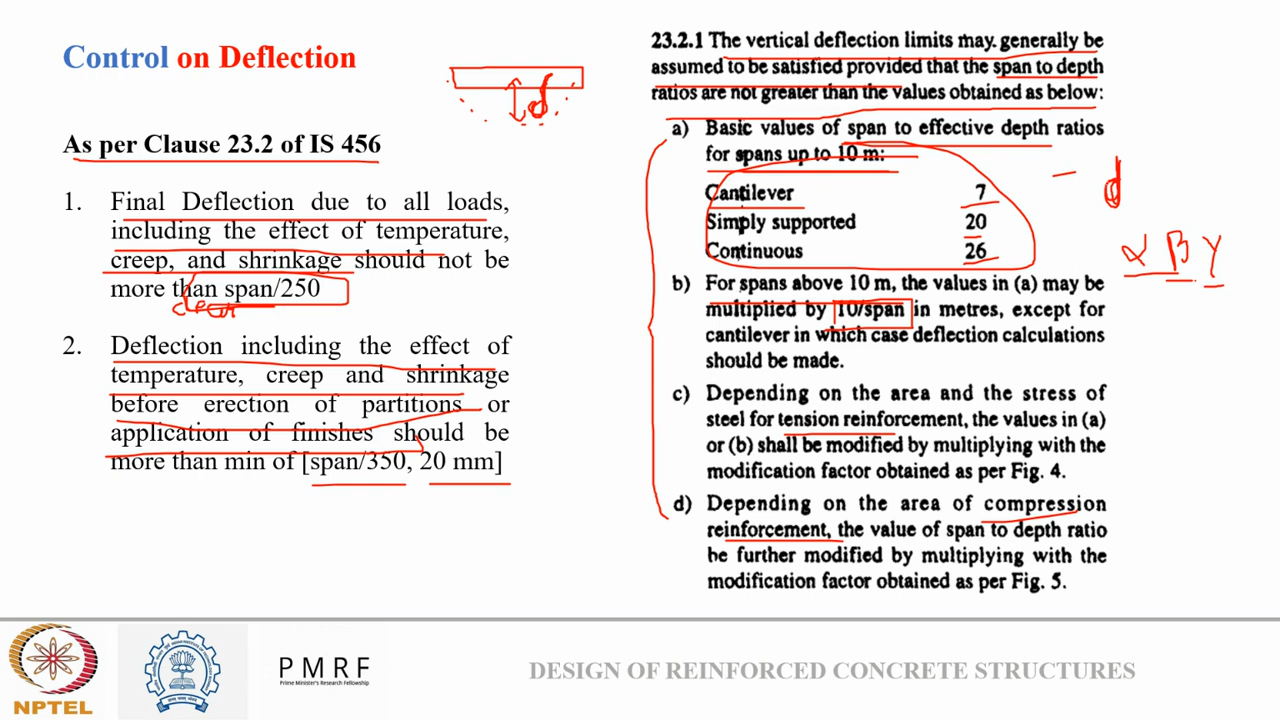 Control on Deflection
d
As per Clause 23.2 of IS 456
1. Final Deflection due to all loads,
including the effect of temperature,
creep, and shrinkage should not be
more than span/250
clear
2. Deflection including the effect of
temperature, creep and shrinkage
before erection of partitions or
application of finishes should be
more than min of [span/350, 20 mm]
23.2.1 The vertical deflection limits may generally be
assumed to be satisfied provided that the span to depth
ratios are not greater than the values obtained as below:
a) Basic values of span to effective depth ratios
for spans up to 10 m:
Cantilever 7
Simply supported 20
Continuous 26
d
α β γ
b) For spans above 10 m, the values in (a) may be
multiplied by 10/span in metres, except for
cantilever in which case deflection calculations
should be made.
c) Depending on the area and the stress of
steel for tension reinforcement, the values in (a)
or (b) shall be modified by multiplying with the
modification factor obtained as per Fig. 4.
d) Depending on the area of compression
reinforcement, the value of span to depth ratio
be further modified by multiplying with the
modification factor obtained as per Fig. 5.
NPTEL
PMRF
Prime Minister's Research Fellowship
DESIGN OF REINFORCED CONCRETE STRUCTURES